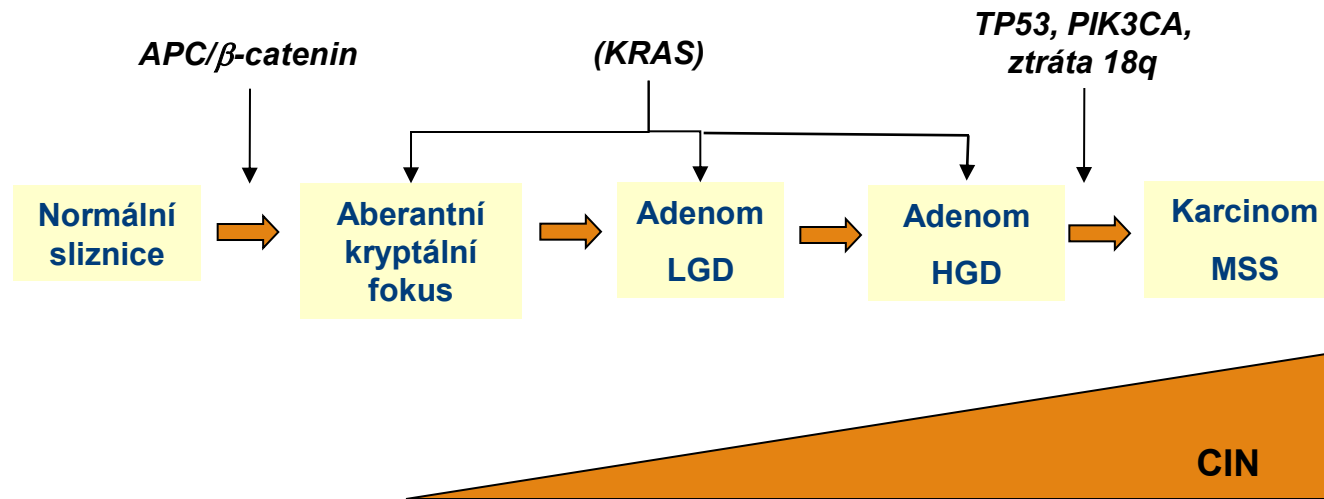 APC/β-catenin
(KRAS)
TP53, PIK3CA,
ztráta 18q
Normální
sliznice
Aberantní
kryptální
fokus
Adenom
LGD
Adenom
HGD
Karcinom
MSS
CIN